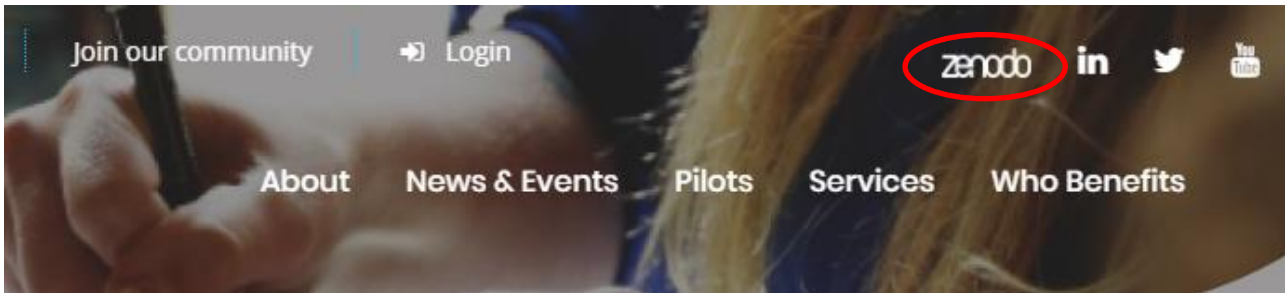 Join our community Login zenodo in You Tube
About News & Events Pilots Services Who Benefits